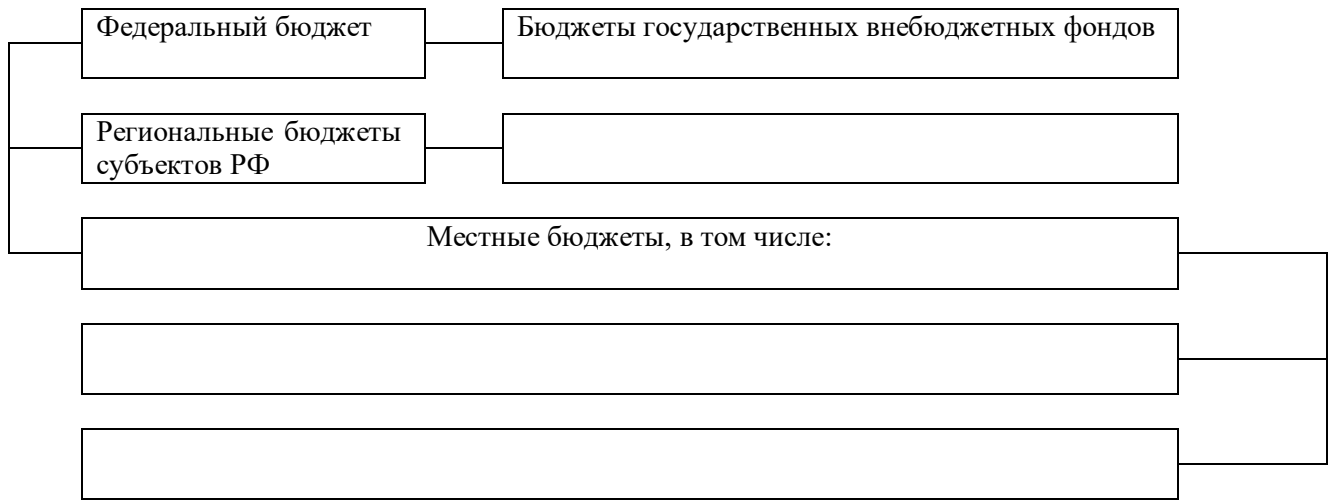 Федеральный бюджет
Бюджеты государственных внебюджетных фондов
Региональные бюджеты
субъектов РФ
Местные бюджеты, в том числе: